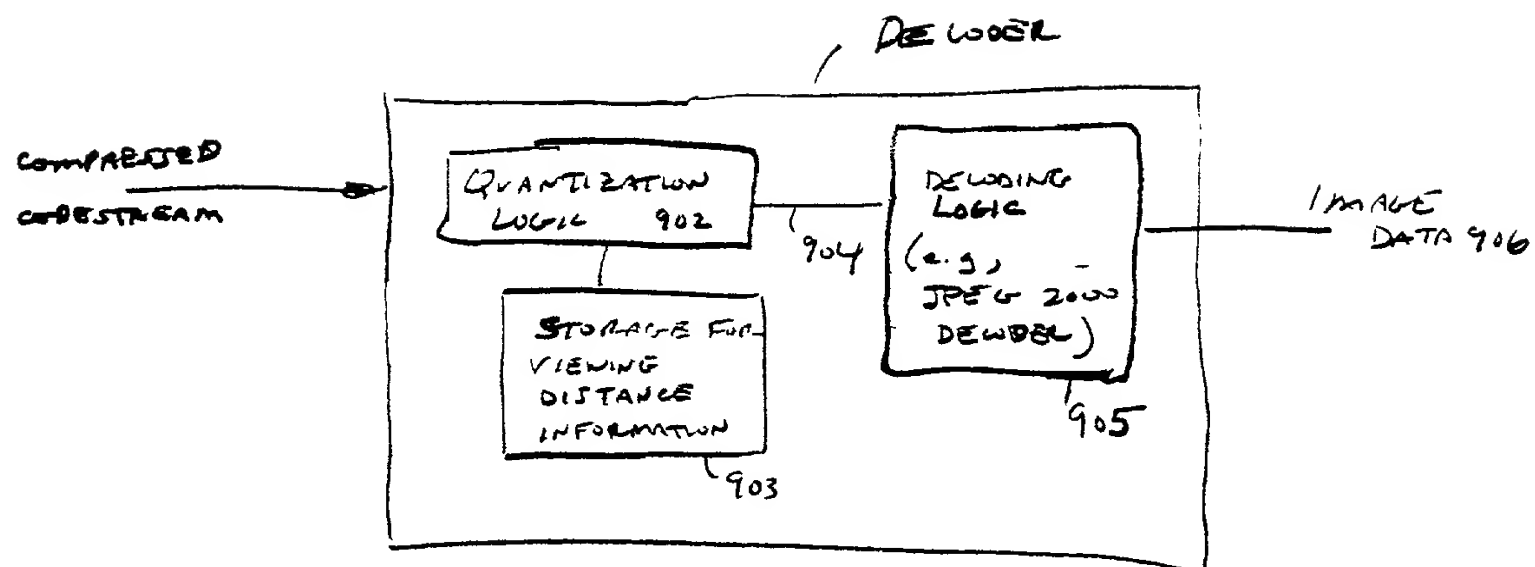 DECODER
COMPRESSED
CODESTREAM
QUANTIZATION
LOGIC 902
904
STORAGE FOR
VIEWING
DISTANCE
INFORMATION
903
DECODING
LOGIC
(e.g,
JPEG 2000
DECODER)
905
IMAGE
DATA 906